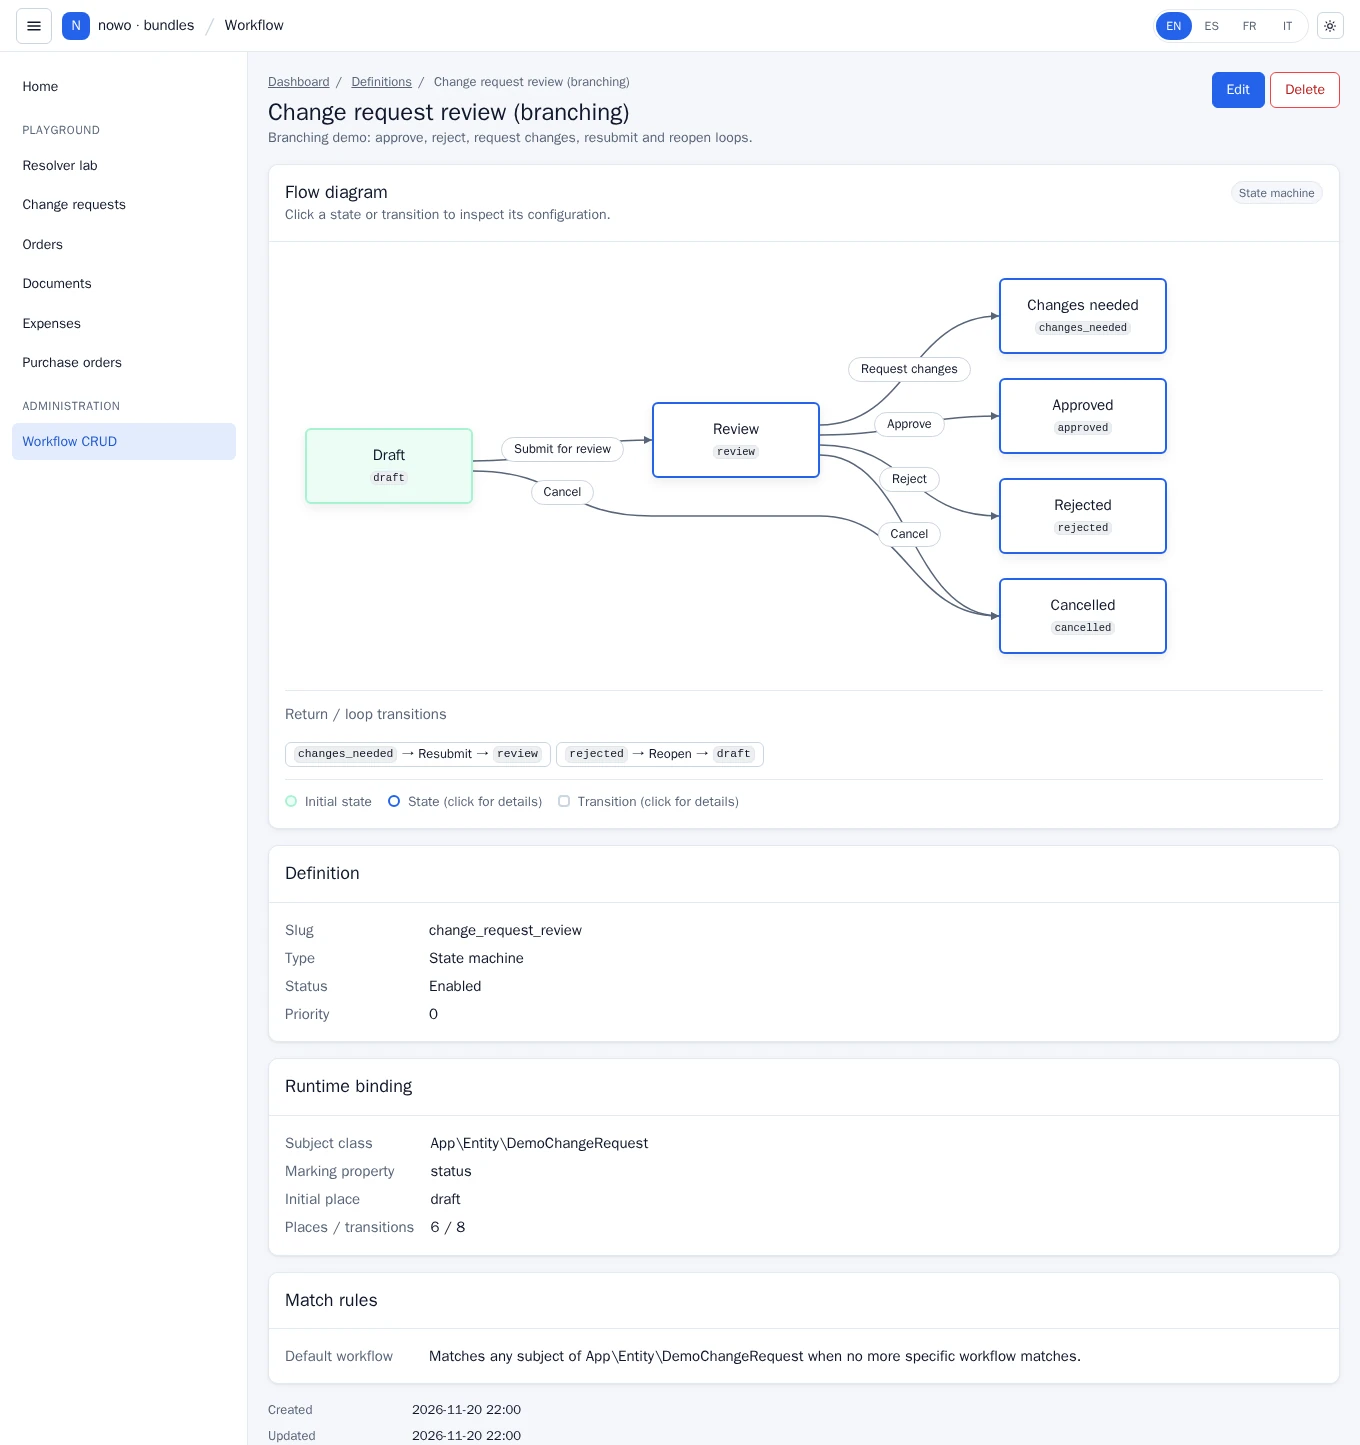 N nowo · bundles / Workflow
EN ES FR IT
Home
PLAYGROUND
Resolver lab
Change requests
Orders
Documents
Expenses
Purchase orders
ADMINISTRATION
Workflow CRUD
Dashboard / Definitions / Change request review (branching)
Change request review (branching)
Branching demo: approve, reject, request changes, resubmit and reopen loops.
Edit Delete
Flow diagram
Click a state or transition to inspect its configuration.
State machine
Draft
draft
Submit for review
Cancel
Review
review
Request changes
Approve
Reject
Cancel
Changes needed
changes_needed
Approved
approved
Rejected
rejected
Cancelled
cancelled
Return / loop transitions
changes_needed → Resubmit → review rejected → Reopen → draft
Initial state State (click for details) Transition (click for details)
Definition
Slug change_request_review
Type State machine
Status Enabled
Priority 0
Runtime binding
Subject class App\Entity\DemoChangeRequest
Marking property status
Initial place draft
Places / transitions 6 / 8
Match rules
Default workflow Matches any subject of App\Entity\DemoChangeRequest when no more specific workflow matches.
Created 2026-11-20 22:00
Updated 2026-11-20 22:00